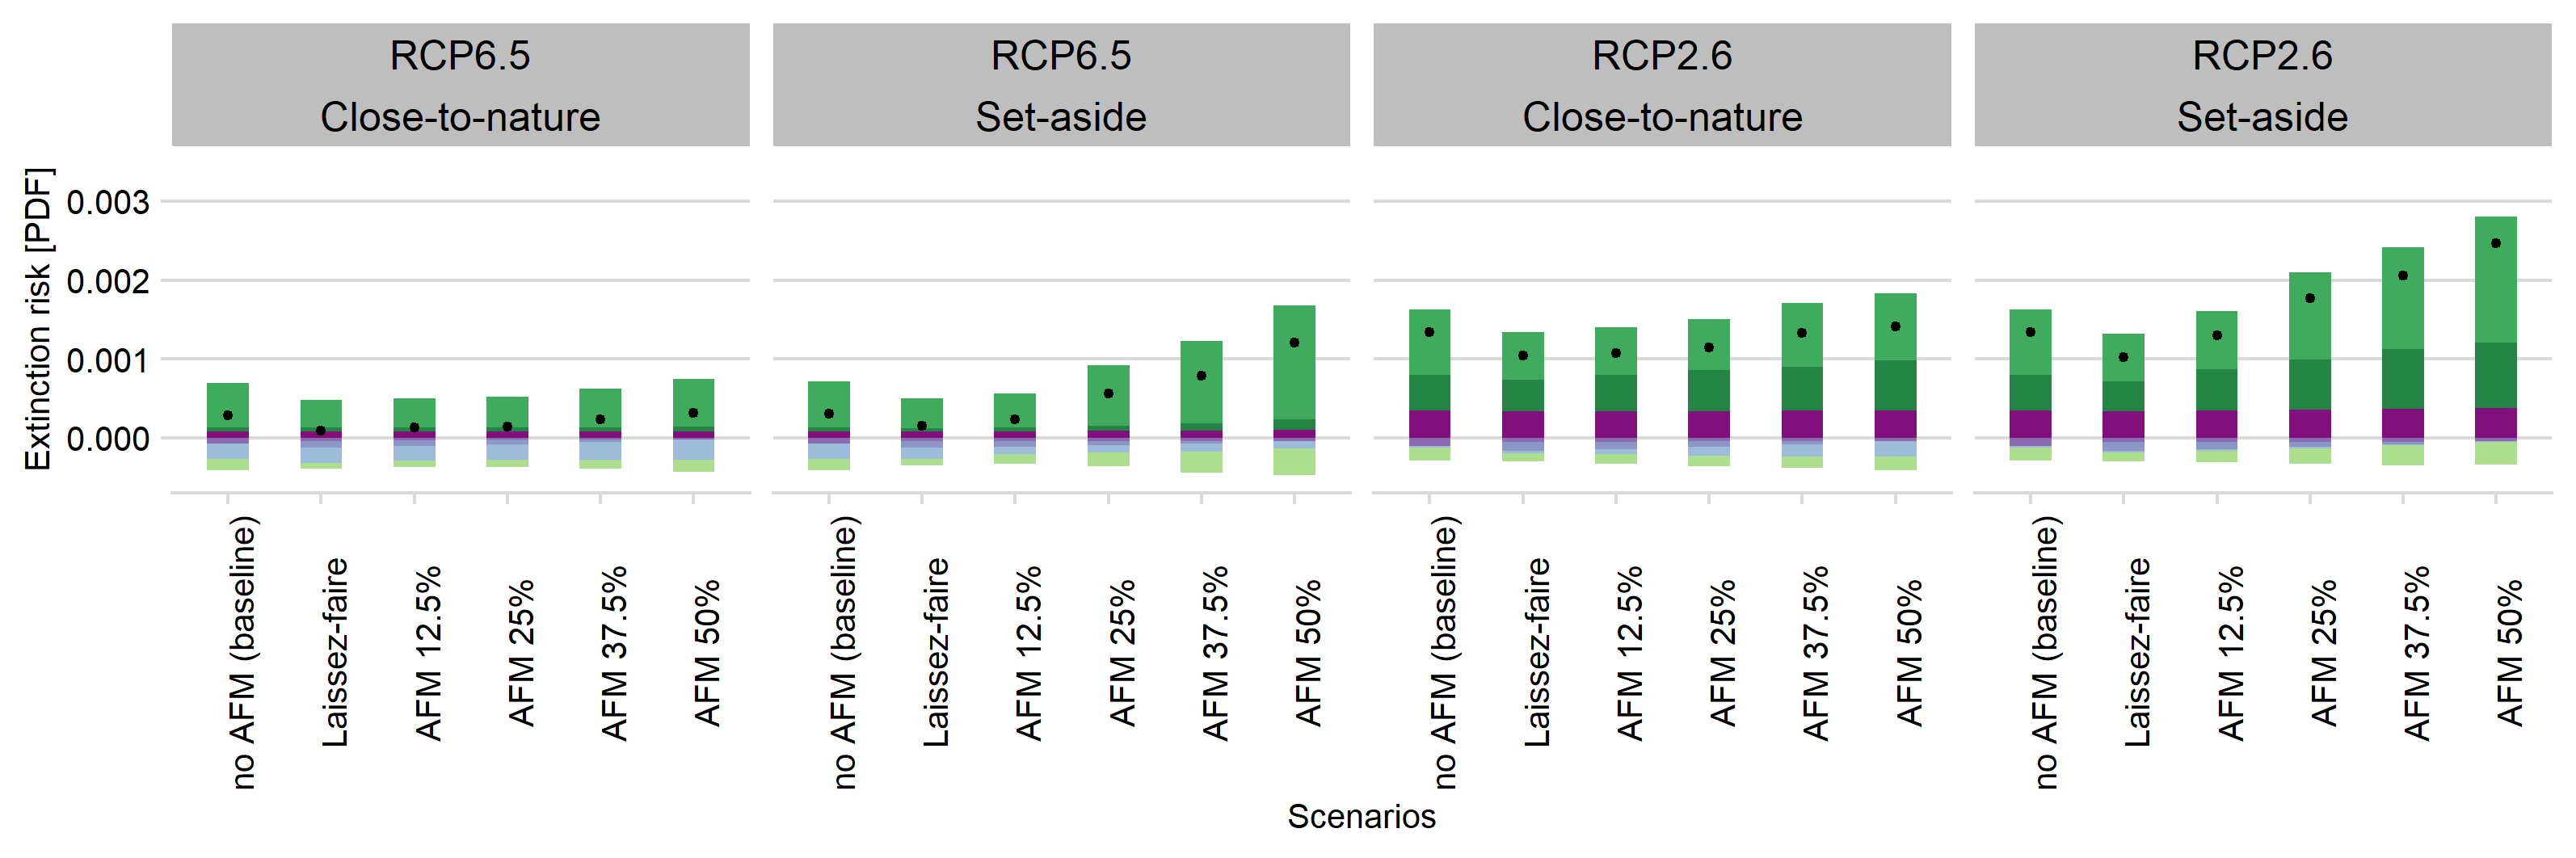 RCP6.5
Close-to-nature
RCP6.5
Set-aside
RCP2.6
Close-to-nature
RCP2.6
Set-aside
Extinction risk [PDF]
0.003
0.002
0.001
0.000
no AFM (baseline)
Laissez-faire
AFM 12.5%
AFM 25%
AFM 37.5%
AFM 50%
no AFM (baseline)
Laissez-faire
AFM 12.5%
AFM 25%
AFM 37.5%
AFM 50%
no AFM (baseline)
Laissez-faire
AFM 12.5%
AFM 25%
AFM 37.5%
AFM 50%
no AFM (baseline)
Laissez-faire
AFM 12.5%
AFM 25%
AFM 37.5%
AFM 50%
Scenarios